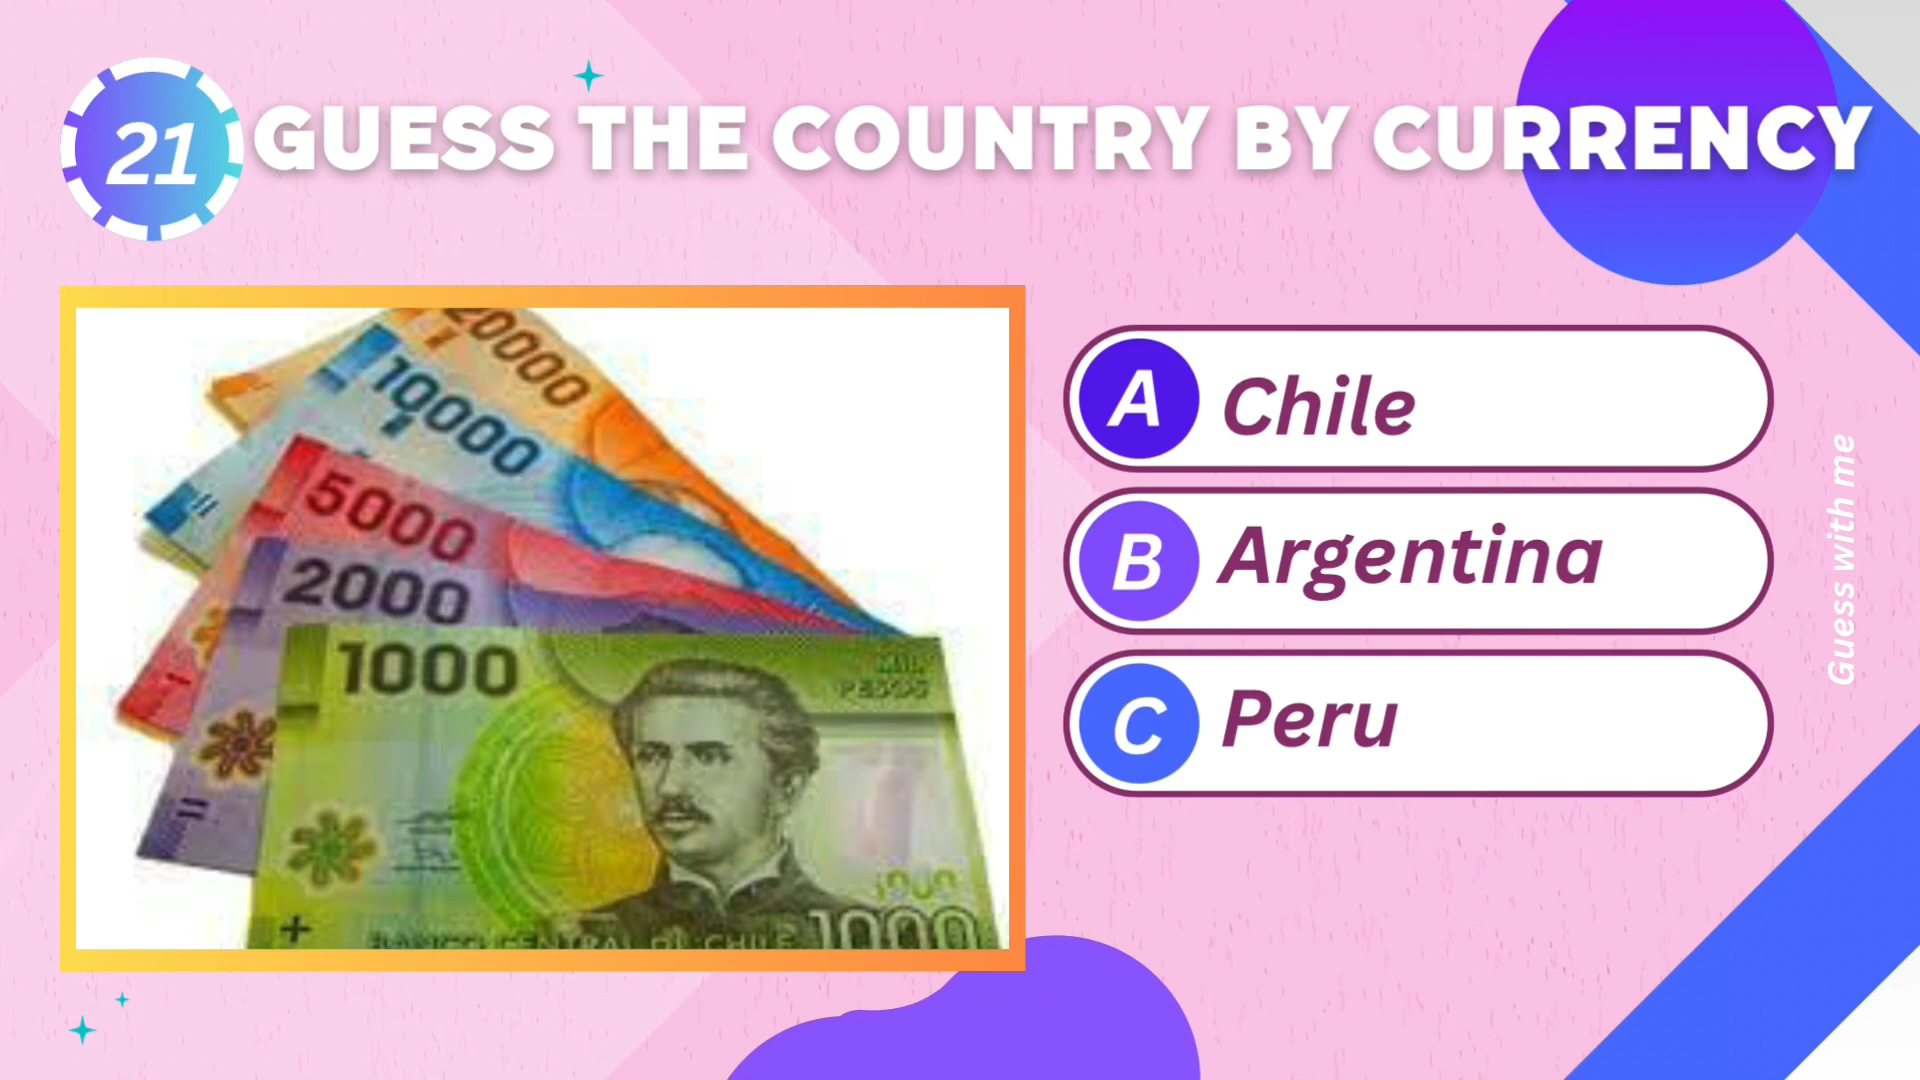 21
GUESS THE COUNTRY BY CURRENCY
20000
10000
5000
2000
1000
MIL
PESOS
1000
BANCO CENTRAL DE CHILE
1000
A Chile
B Argentina
C Peru
Guess with me